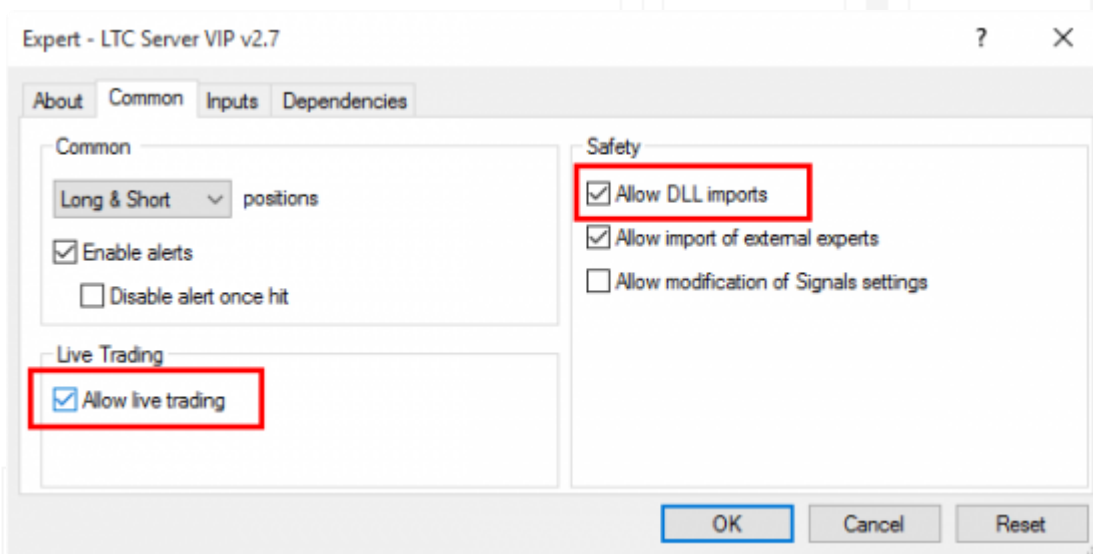 Expert - LTC Server VIP v2.7
?
About Common Inputs Dependencies
Common
Long & Short positions
Enable alerts
Disable alert once hit
Live Trading
Allow live trading
Safety
Allow DLL imports
Allow import of external experts
Allow modification of Signals settings
OK Cancel Reset